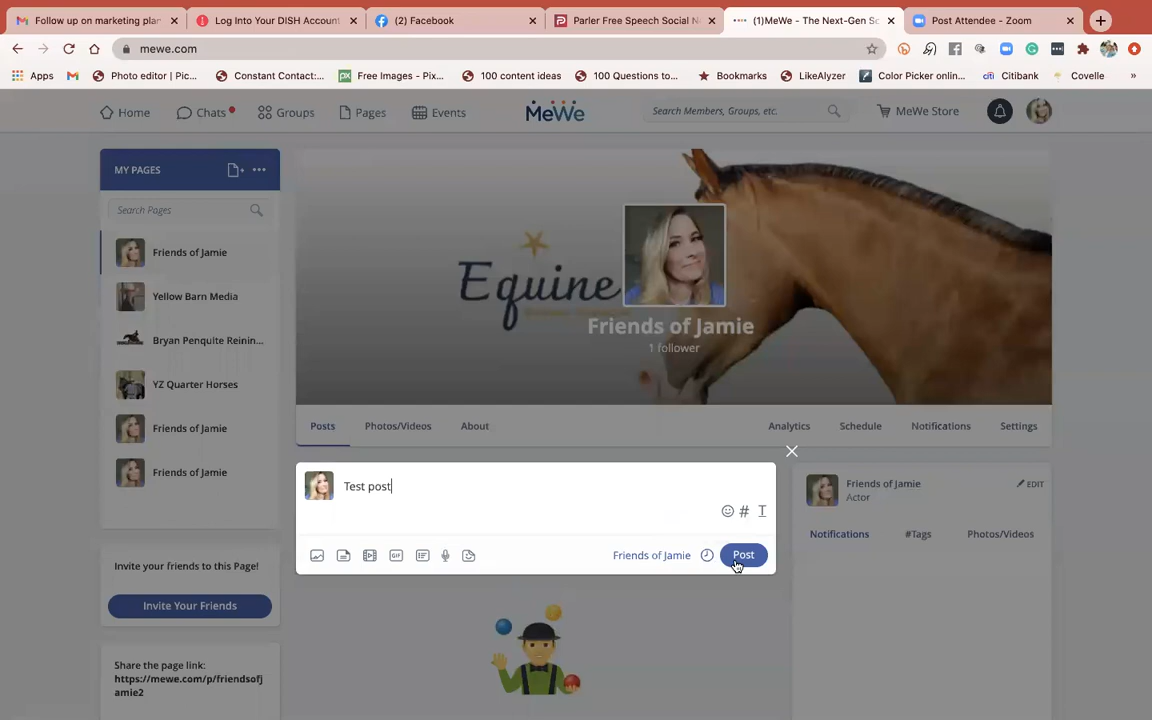 Follow up on marketing plan
Log Into Your DISH Account
(2) Facebook
Parler Free Speech Social N
(1)MeWe - The Next-Gen So
Post Attendee - Zoom
mewe.com
Apps
Photo editor | Pic...
Constant Contact:...
Free Images - Pix...
100 content ideas
100 Questions to...
Bookmarks
LikeAlyzer
Color Picker onlin...
citi Citibank
Covelle
»
Home
Chats
Groups
Pages
Events
MeWe
Search Members, Groups, etc.
MeWe Store
MY PAGES
Search Pages
Friends of Jamie
Yellow Barn Media
Bryan Penquite Reinin...
YZ Quarter Horses
Friends of Jamie
Friends of Jamie
Equine
Friends of Jamie
1 follower
Posts
Photos/Videos
About
Analytics
Schedule
Notifications
Settings
Test post
# T
GIF
Friends of Jamie
Post
Friends of Jamie
Actor
EDIT
Notifications
#Tags
Photos/Videos
Invite your friends to this Page!
Invite Your Friends
Share the page link:
https://mewe.com/p/friendsofj
amie2